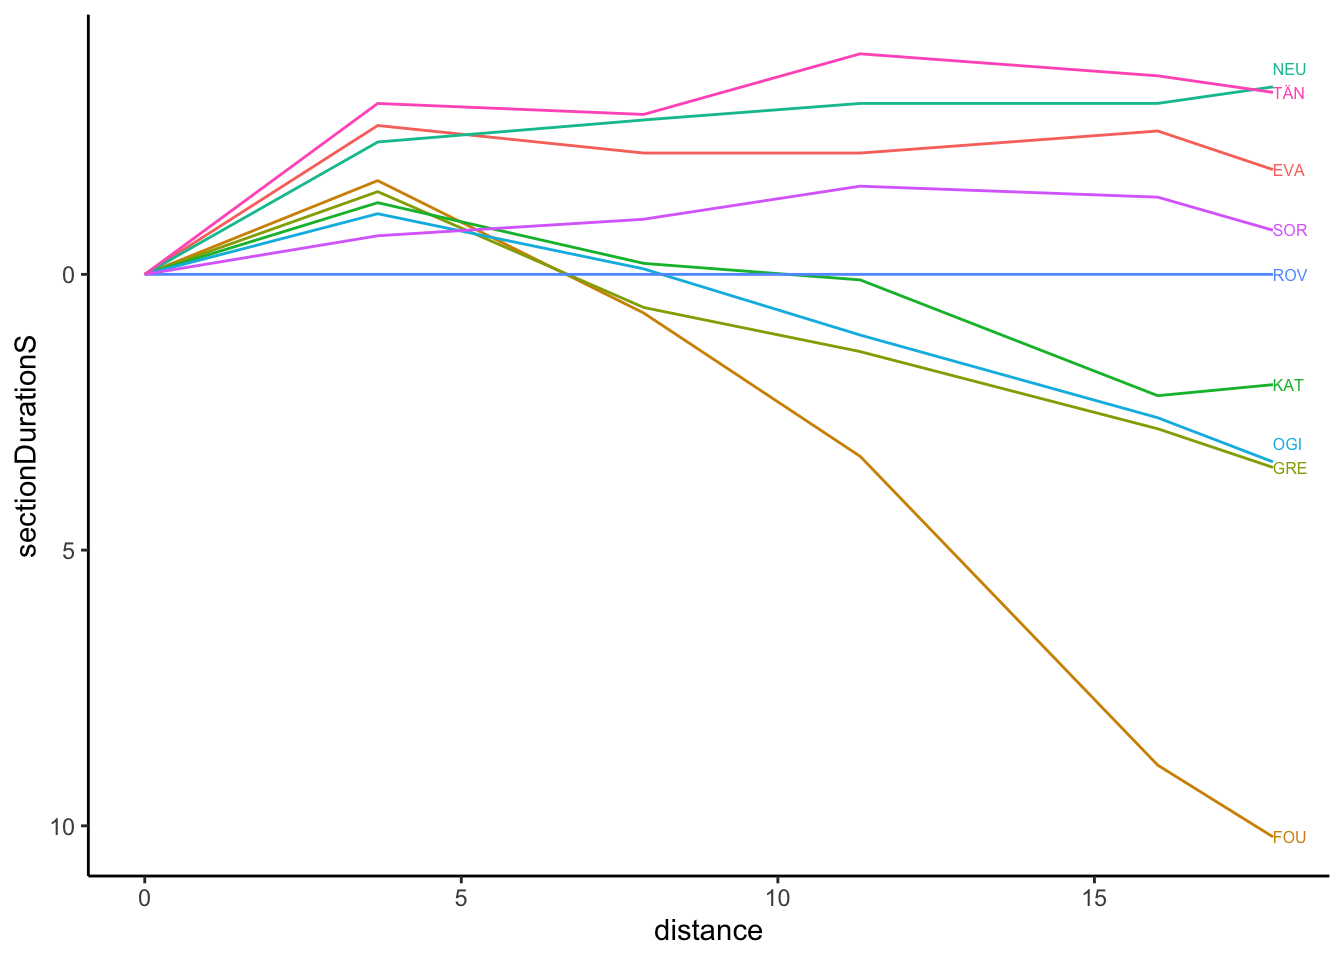 NEU
TÄN
EVA
SOR
0
ROV
sectionDurationS
KAT
OGI
GRE
5
10
FOU
0 5 10 15
distance